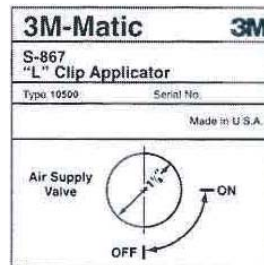 3M-Matic 3M
S-867
"L" Clip Applicator
Type 10500 Serial No.
Made in U.S.A.
Air Supply
Valve
ON
OFF